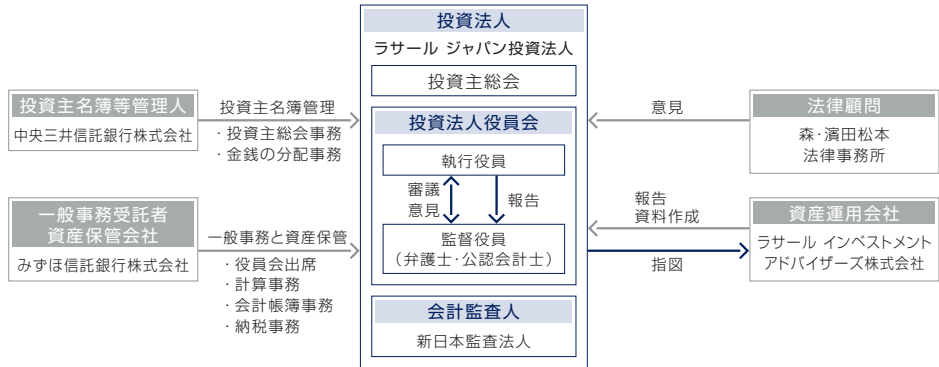 投資法人
ラサール ジャパン投資法人
投資主総会
投資主名簿等管理人
中央三井信託銀行株式会社
投資主名簿管理
・投資主総会事務
・金銭の分配事務
投資法人役員会
執行役員
審議
意見
報告
監督役員
（弁護士・公認会計士）
意見
法律顧問
森・濱田松本
法律事務所
一般事務受託者
資産保管会社
みずほ信託銀行株式会社
一般事務と資産保管
・役員会出席
・計算事務
・会計帳簿事務
・納税事務
報告
資料作成
指図
資産運用会社
ラサール インベストメント
アドバイザーズ株式会社
会計監査人
新日本監査法人